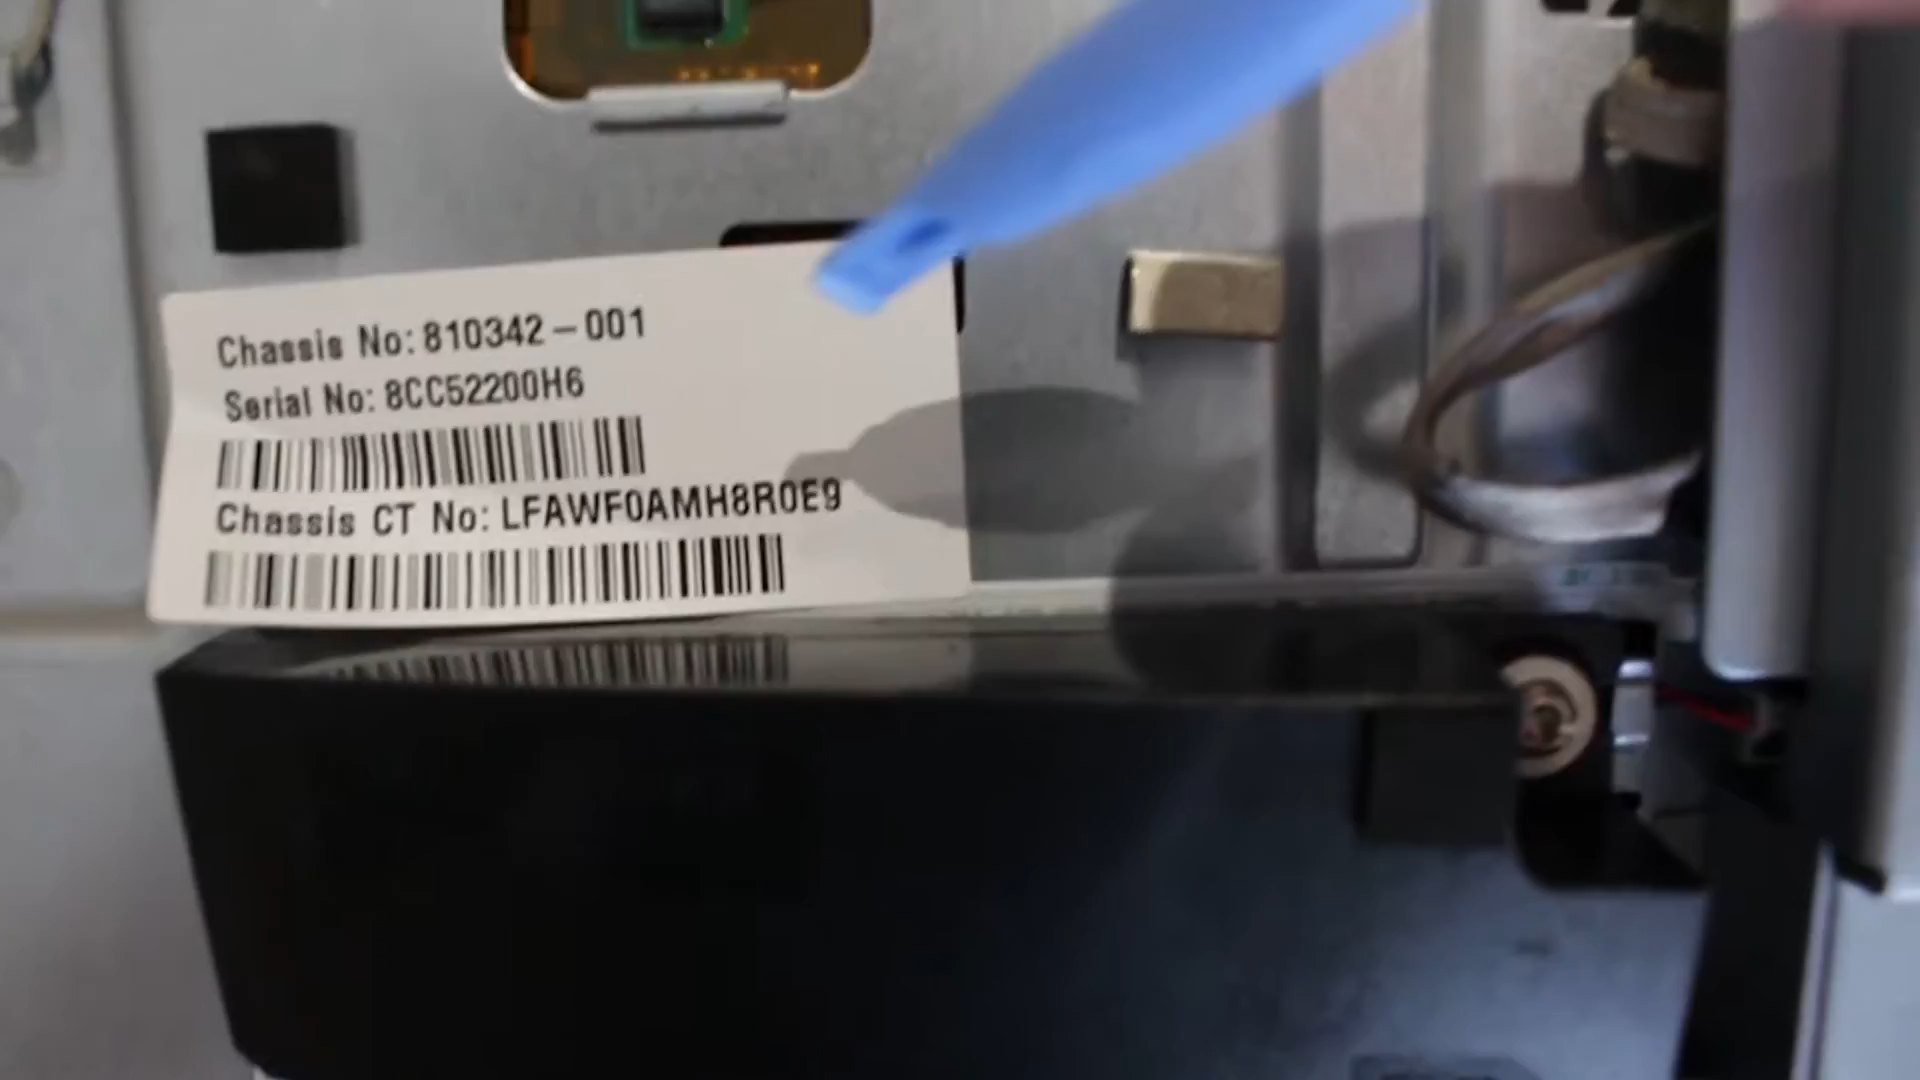 Chassis No: 810342-001
Serial No: 8CC52200H6
Chassis CT No: LFAWF0AMH8R0E9